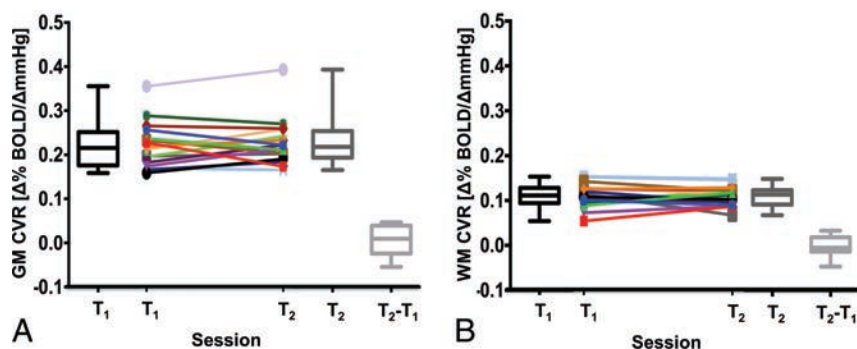 GM CVR [Δ% BOLD/ΔmmHg]
0.5
0.4
0.3
0.2
0.1
0.0
-0.1
T₁
T₁
T₂
T₂
T₂-T₁
Session
A
WM CVR [Δ% BOLD/ΔmmHg]
0.5
0.4
0.3
0.2
0.1
0.0
-0.1
T₁
T₁
T₂
T₂
T₂-T₁
Session
B